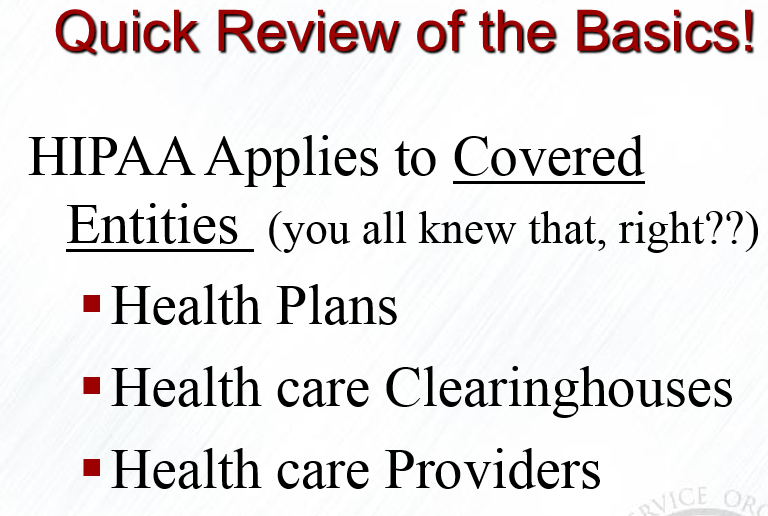 Quick Review of the Basics!
HIPAA Applies to Covered
Entities (you all knew that, right??)
Health Plans
Health care Clearinghouses
Health care Providers